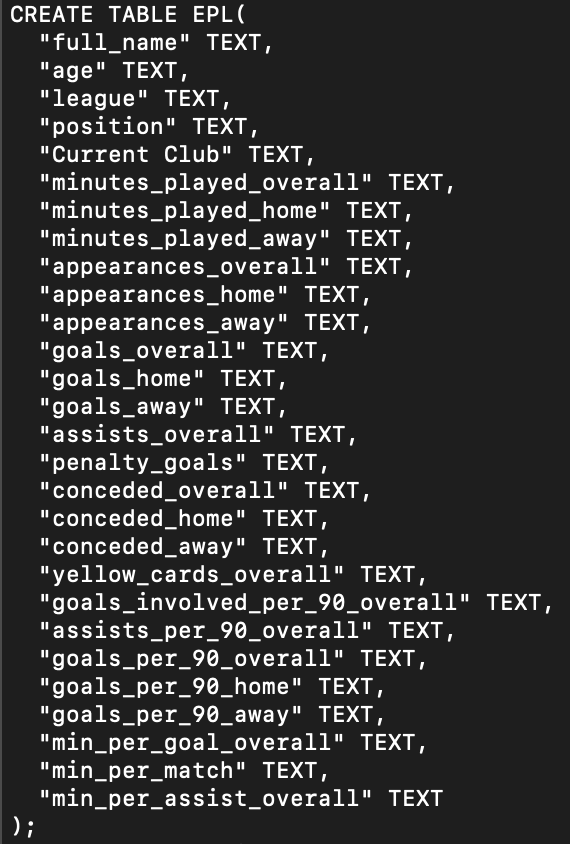 CREATE TABLE EPL(
  "full_name" TEXT,
  "age" TEXT,
  "league" TEXT,
  "position" TEXT,
  "Current Club" TEXT,
  "minutes_played_overall" TEXT,
  "minutes_played_home" TEXT,
  "minutes_played_away" TEXT,
  "appearances_overall" TEXT,
  "appearances_home" TEXT,
  "appearances_away" TEXT,
  "goals_overall" TEXT,
  "goals_home" TEXT,
  "goals_away" TEXT,
  "assists_overall" TEXT,
  "penalty_goals" TEXT,
  "conceded_overall" TEXT,
  "conceded_home" TEXT,
  "conceded_away" TEXT,
  "yellow_cards_overall" TEXT,
  "goals_involved_per_90_overall" TEXT,
  "assists_per_90_overall" TEXT,
  "goals_per_90_overall" TEXT,
  "goals_per_90_home" TEXT,
  "goals_per_90_away" TEXT,
  "min_per_goal_overall" TEXT,
  "min_per_match" TEXT,
  "min_per_assist_overall" TEXT
);